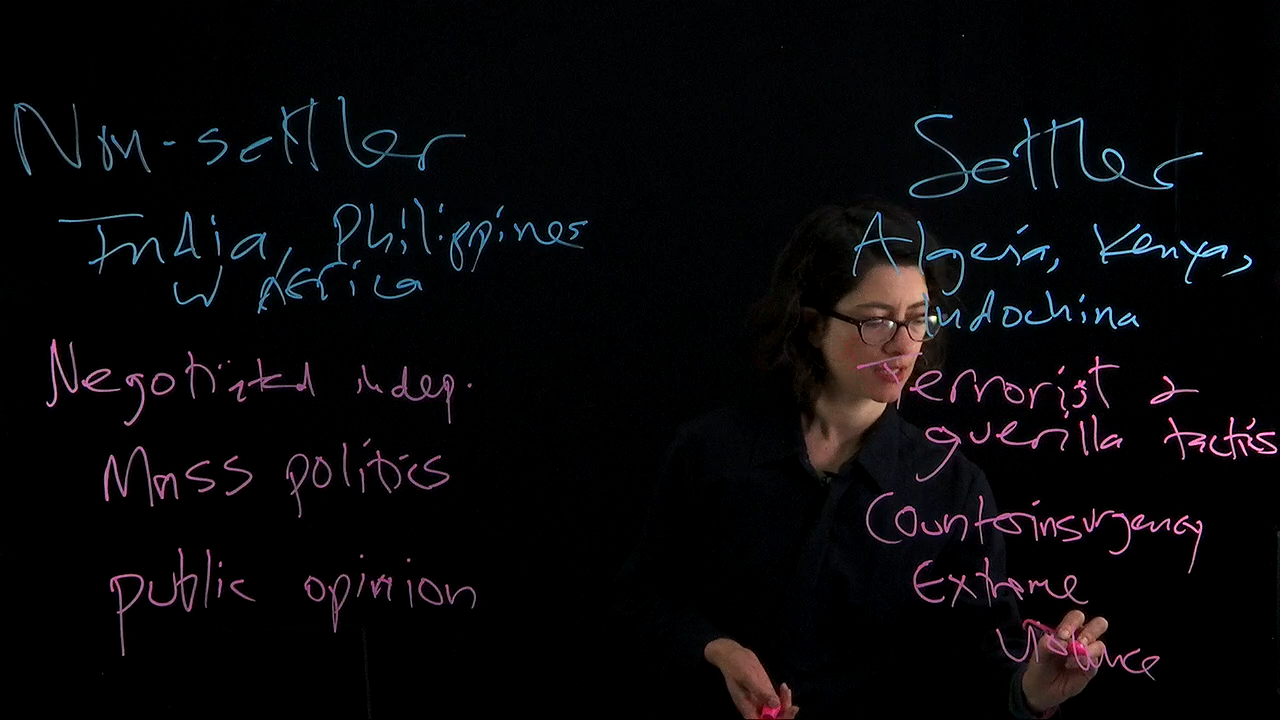 Non-settler
India, Philippines
W Africa
Negotiated indep.
Mass politics
public opinion
Settler
Algeria, Kenya,
Indochina
Terrorist &
guerilla tactics
Counterinsurgency
Extreme
violence